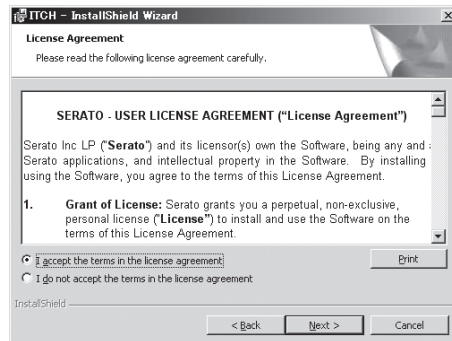 ITCH - InstallShield Wizard
License Agreement
Please read the following license agreement carefully.
SERATO - USER LICENSE AGREEMENT ("License Agreement")
Serato Inc LP ("Serato") and its licensor(s) own the Software, being any and
Serato applications, and intellectual property in the Software. By installing
using the Software, you agree to the terms of this License Agreement.
1. Grant of License: Serato grants you a perpetual, non-exclusive,
personal license ("License") to install and use the Software on the
terms of this License Agreement.
I accept the terms in the license agreement
Print
I do not accept the terms in the license agreement
InstallShield
< Back
Next >
Cancel